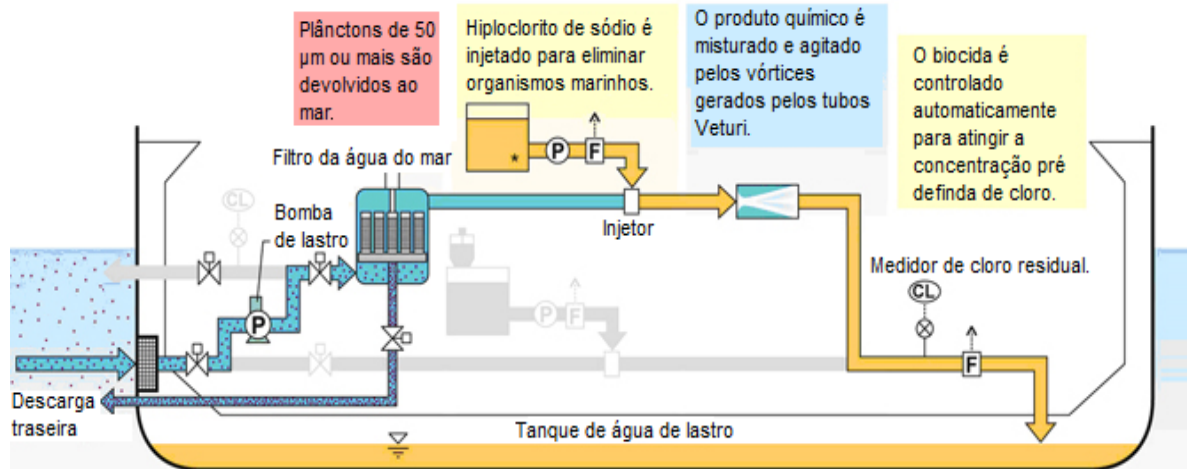 Plânctons de 50
µm ou mais são
devolvidos ao
mar.
Hiploclorito de sódio é
injetado para eliminar
organismos marinhos.
O produto químico é
misturado e agitado
pelos vórtices
gerados pelos tubos
Veturi.
O biocida é
controlado
automaticamente
para atingir a
concentração pré
definda de cloro.
Filtro da água do mar
*
P
F
CL
Bomba
de lastro
Injetor
P
Medidor de cloro residual.
CL
P
F
F
Descarga
traseira
Tanque de água de lastro